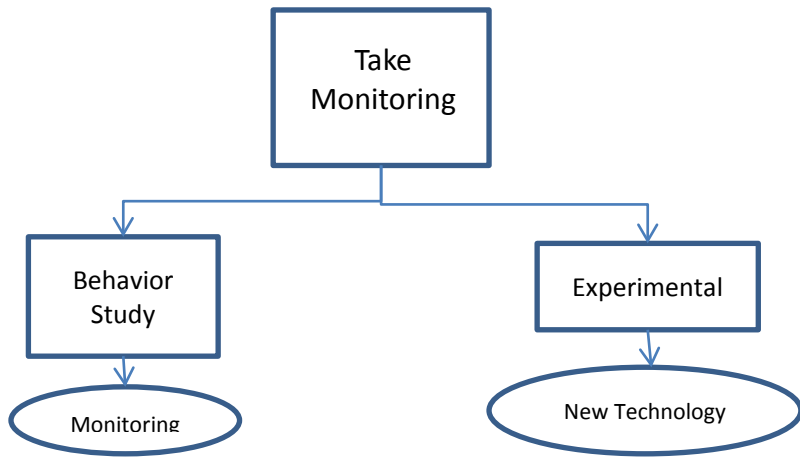 Take
Monitoring
Behavior
Study
Experimental
Monitoring
New Technology